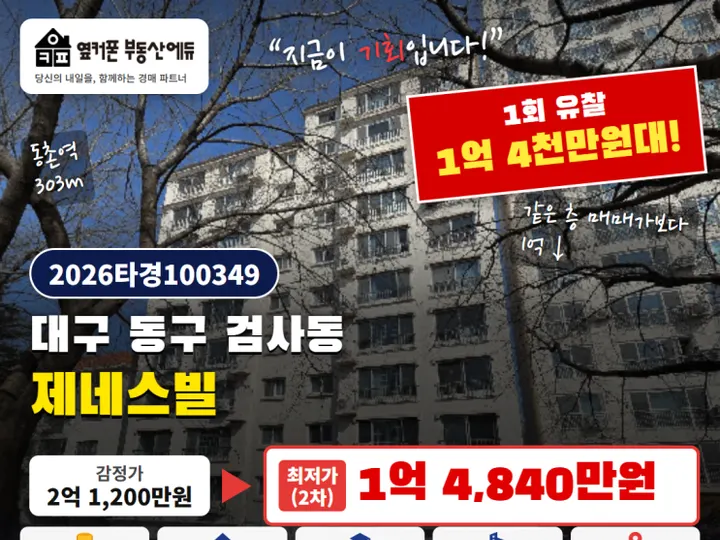 옆커폰 부동산에듀
당신의 내일을, 함께하는 경매 파트너
“지금이 기회입니다!”
1회 유찰
1억 4천만원대!
동촌역
303m
같은 층 매매가보다
1억 ↓
2026타경100349
대구 동구 검사동
제네스빌
감정가
2억 1,200만원
최저가
(2차)
1억 4,840만원